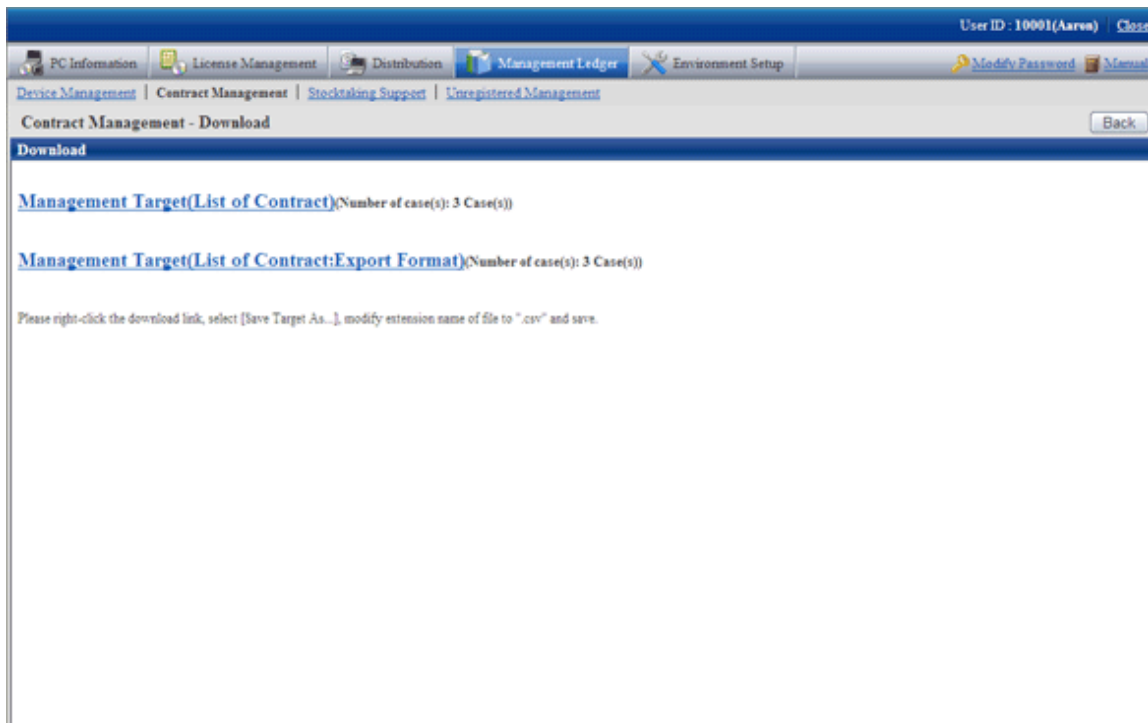 User ID : 10001(Aaron) Close
PC Information License Management Distribution Management Ledger Environment Setup Modify Password Manual
Device Management | Contract Management | Stocktaking Support | Unregistered Management
Contract Management - Download Back
Download
Management Target(List of Contract)(Number of case(s): 3 Case(s))
Management Target(List of Contract:Export Format)(Number of case(s): 3 Case(s))
Please right-click the download link, select [Save Target As...], modify extension name of file to ".csv" and save.